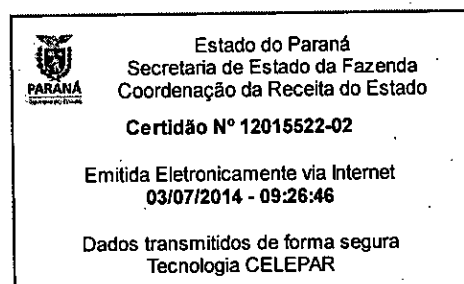 Estado do Paraná
Secretaria de Estado da Fazenda
Coordenação da Receita do Estado
PARANÁ
Certidão Nº 12015522-02
Emitida Eletronicamente via Internet
03/07/2014 - 09:26:46
Dados transmitidos de forma segura
Tecnologia CELEPAR